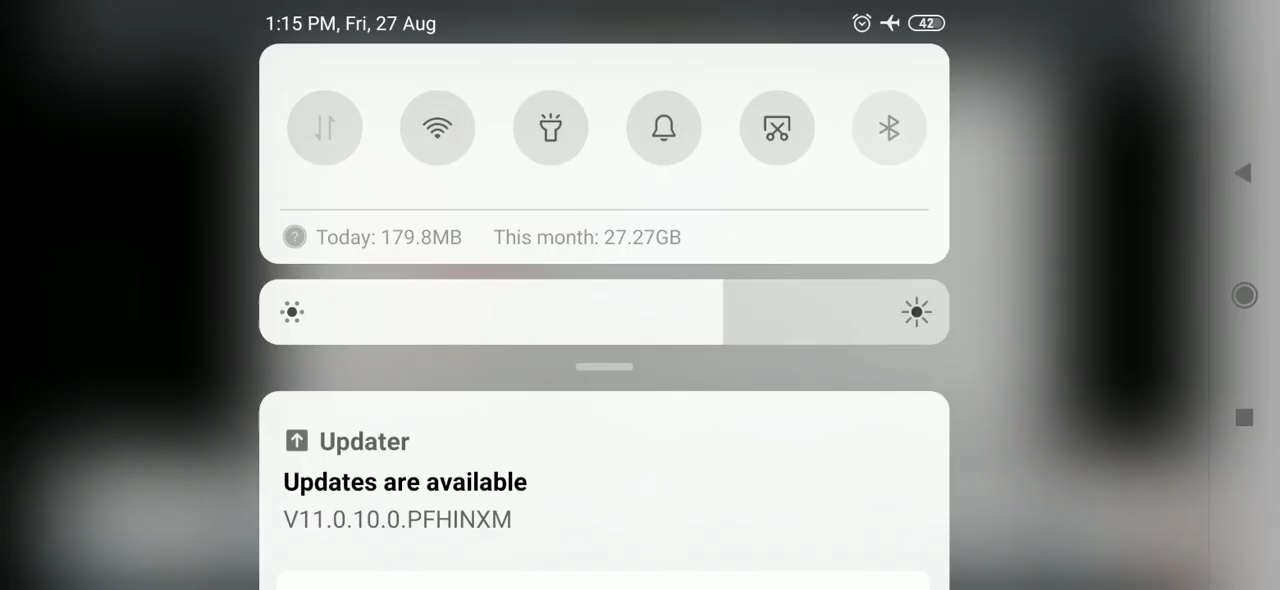 1:15 PM, Fri, 27 Aug
42
Today: 179.8MB This month: 27.27GB
Updater
Updates are available
V11.0.10.0.PFHINXM